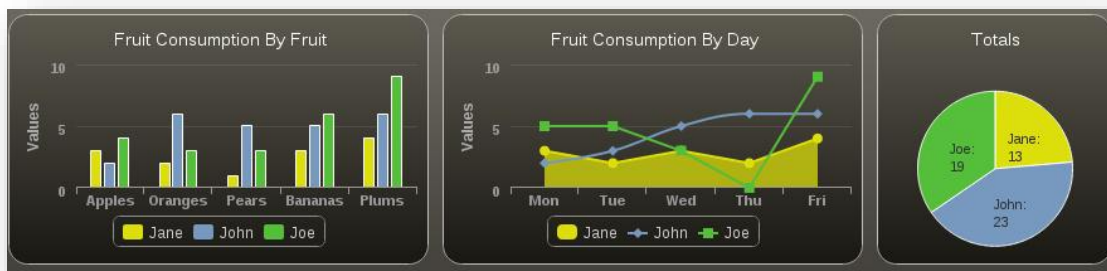 Fruit Consumption By Fruit
10
5
0
Values
Apples Oranges Pears Bananas Plums
Jane John Joe
Fruit Consumption By Day
10
5
0
Values
Mon Tue Wed Thu Fri
Jane John Joe
Totals
Jane:
13
Joe:
19
John:
23